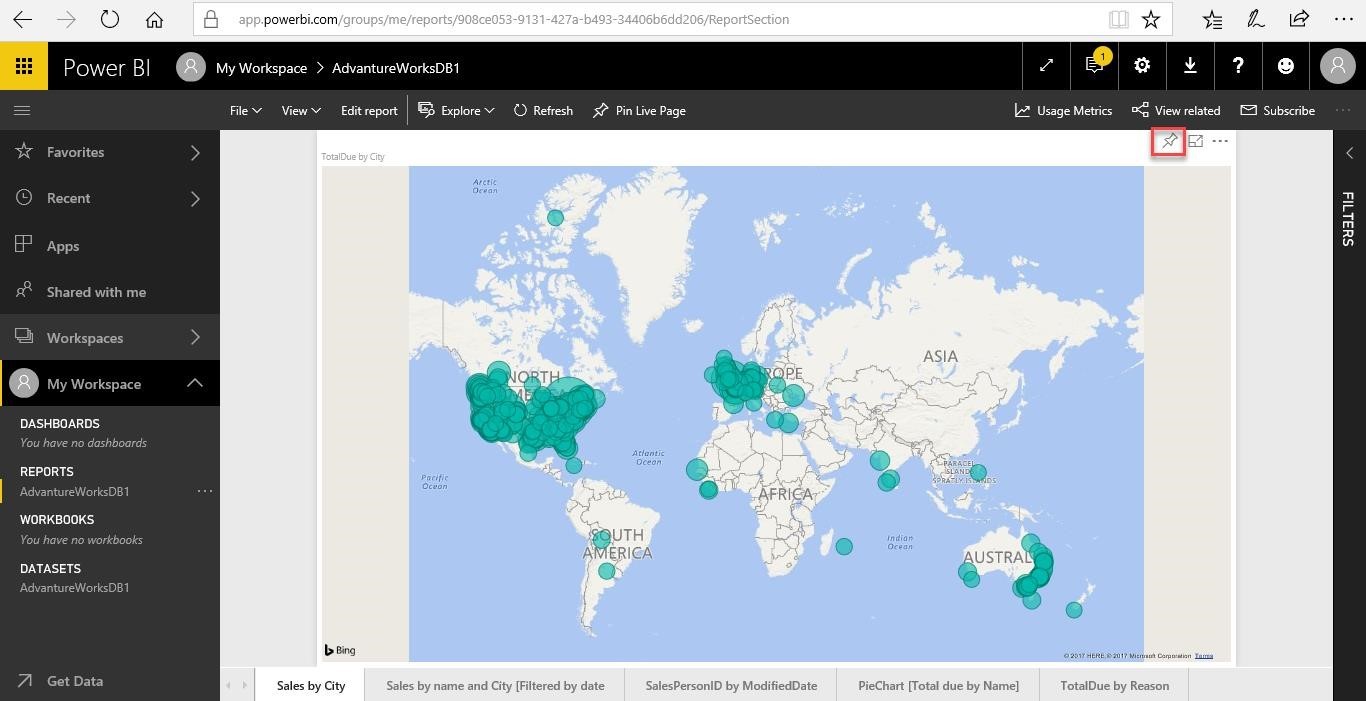 app.powerbi.com/groups/me/reports/908ce053-9131-427a-b493-34406b6dd206/ReportSection
Power BI My Workspace > AdvantureWorksDB1 1 ?
File View Edit report Explore Refresh Pin Live Page Usage Metrics View related Subscribe
Favorites
Recent
Apps
Shared with me
Workspaces
My Workspace
DASHBOARDS
You have no dashboards
REPORTS
AdvantureWorksDB1
WORKBOOKS
You have no workbooks
DATASETS
AdvantureWorksDB1
Get Data
TotalDue by City
Arctic
Ocean
NORTH
ROPE
ASIA
Atlantic
Ocean
Pacific
Ocean
AFRICA
PARACEL
ISLANDS
SPRATLY ISLANDS
SOUTH
AMERICA
Indian
Ocean
AUSTRAL
Bing
© 2017 HERE, © 2017 Microsoft Corporation Terms
FILTERS
Sales by City Sales by name and City [Filtered by date SalesPersonID by ModifiedDate PieChart [Total due by Name] TotalDue by Reason